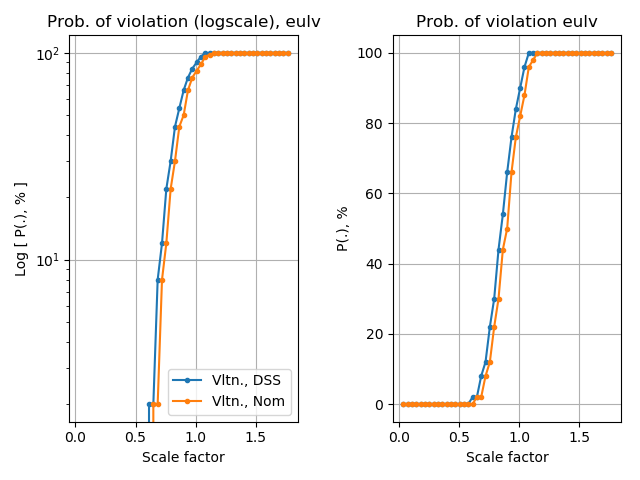 Prob. of violation (logscale), eulv
10²
10¹
Log [ P(.), % ]
0.0 0.5 1.0 1.5
Scale factor
Vltn., DSS
Vltn., Nom
Prob. of violation eulv
100
80
60
40
20
0
P(.), %
0.0 0.5 1.0 1.5
Scale factor